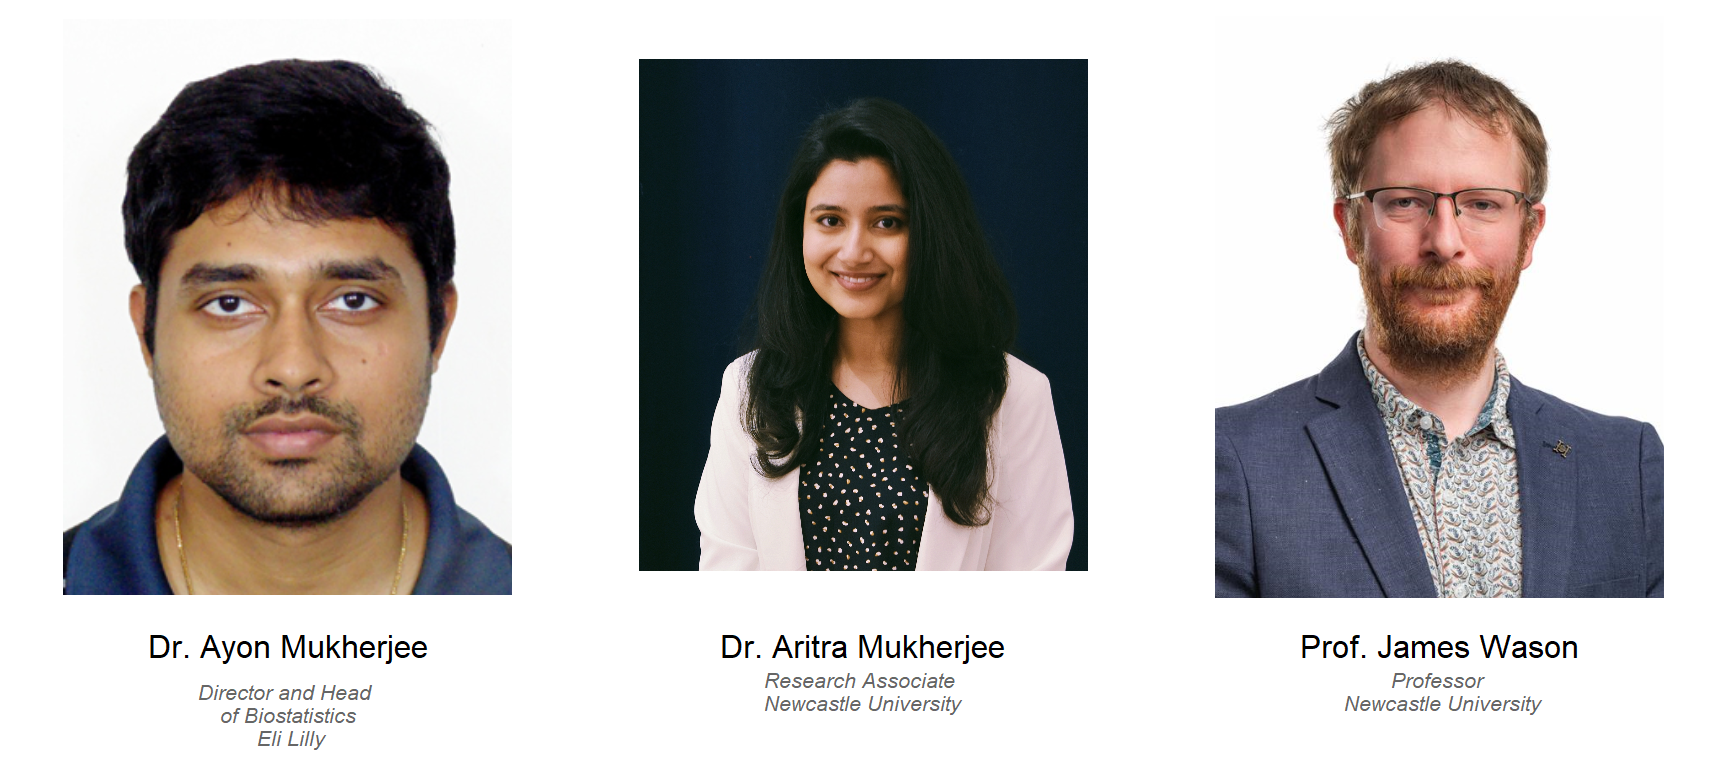 Dr. Ayon Mukherjee
Director and Head
of Biostatistics
Eli Lilly
Dr. Aritra Mukherjee
Research Associate
Newcastle University
Prof. James Wason
Professor
Newcastle University